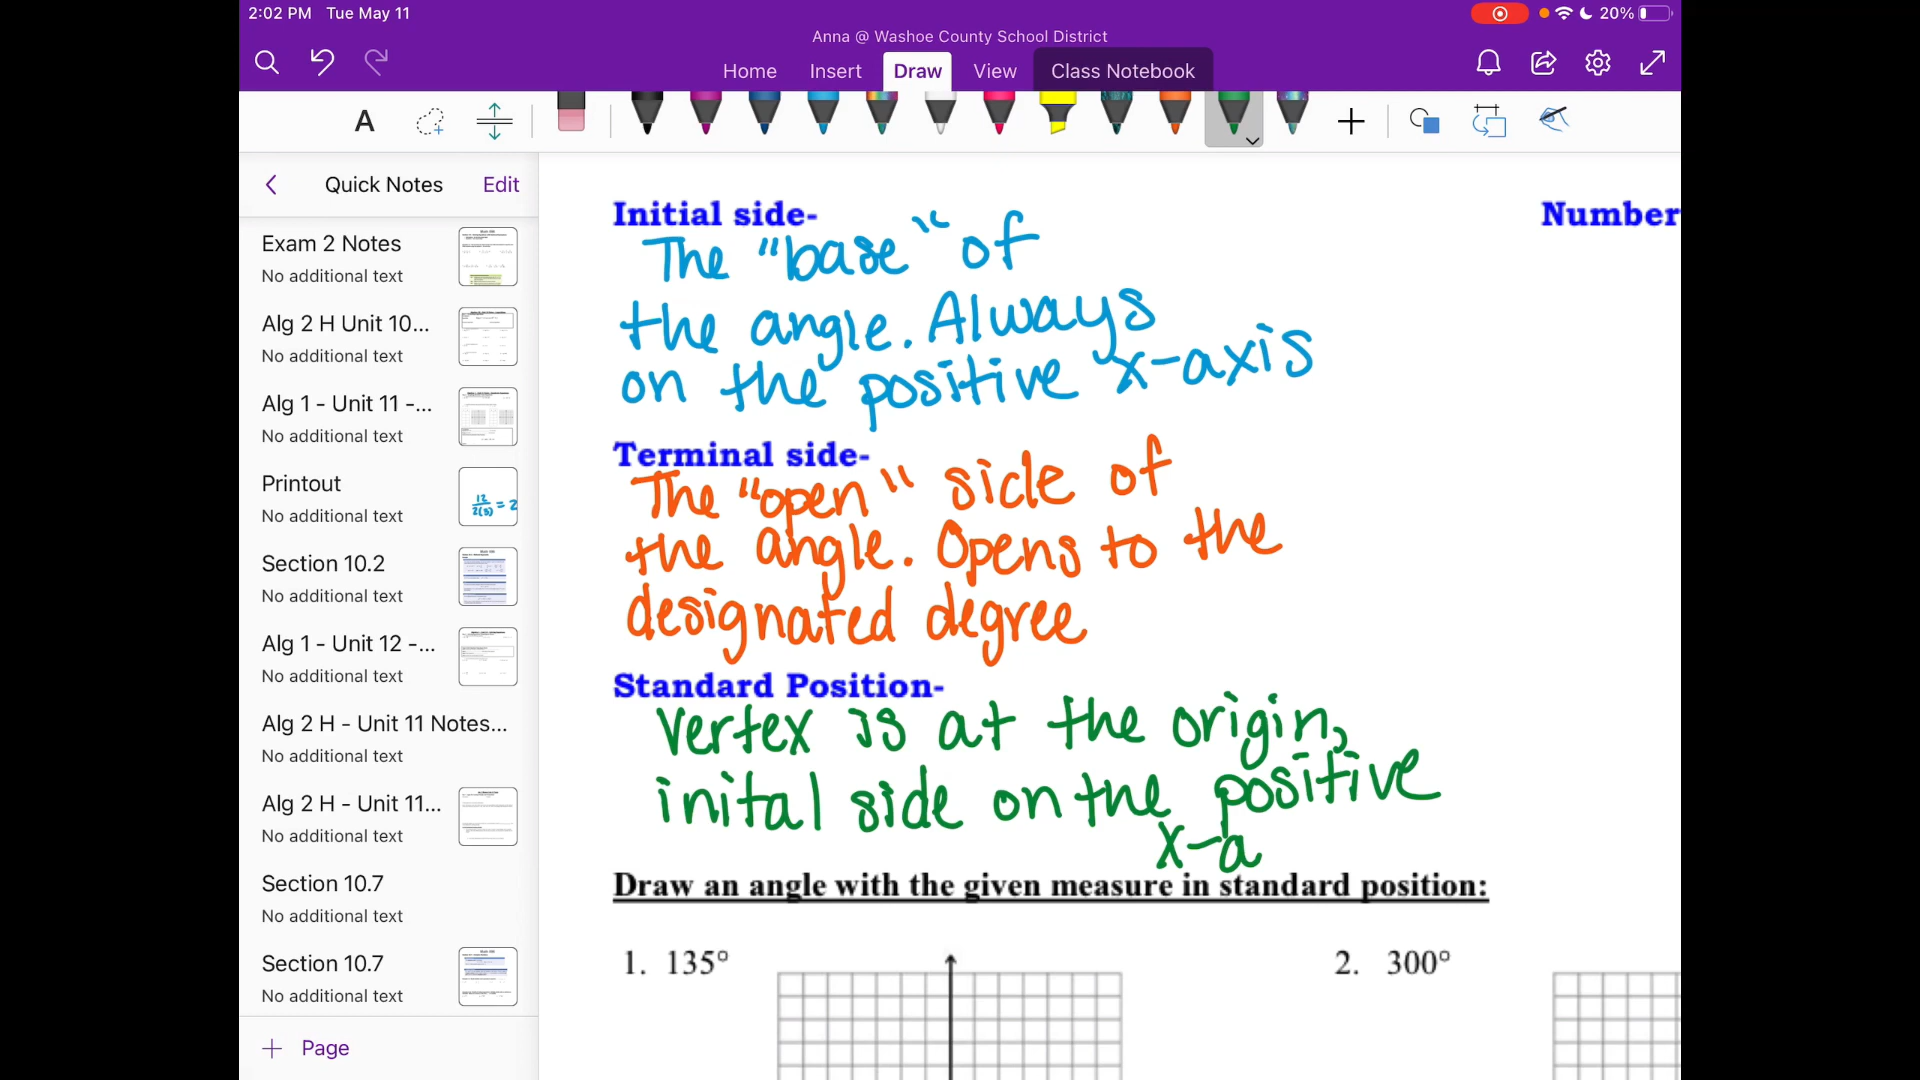 2:02 PM Tue May 11
20%
Anna @ Washoe County School District
Home Insert Draw View Class Notebook
A
Quick Notes Edit
Exam 2 Notes
No additional text
Alg 2 H Unit 10...
No additional text
Alg 1 - Unit 11 -...
No additional text
Printout
No additional text
12
2(3) = 2
Section 10.2
No additional text
Alg 1 - Unit 12 -...
No additional text
Alg 2 H - Unit 11 Notes...
No additional text
Alg 2 H - Unit 11...
No additional text
Section 10.7
No additional text
Section 10.7
No additional text
+ Page
Initial side-
The "base" of
the angle. Always
on the positive x-axis
Number
Terminal side-
The "open" side of
the angle. Opens to the
designated degree
Standard Position-
Vertex is at the origin,
inital side on the positive
x-a
Draw an angle with the given measure in standard position:
1. 135°
2. 300°